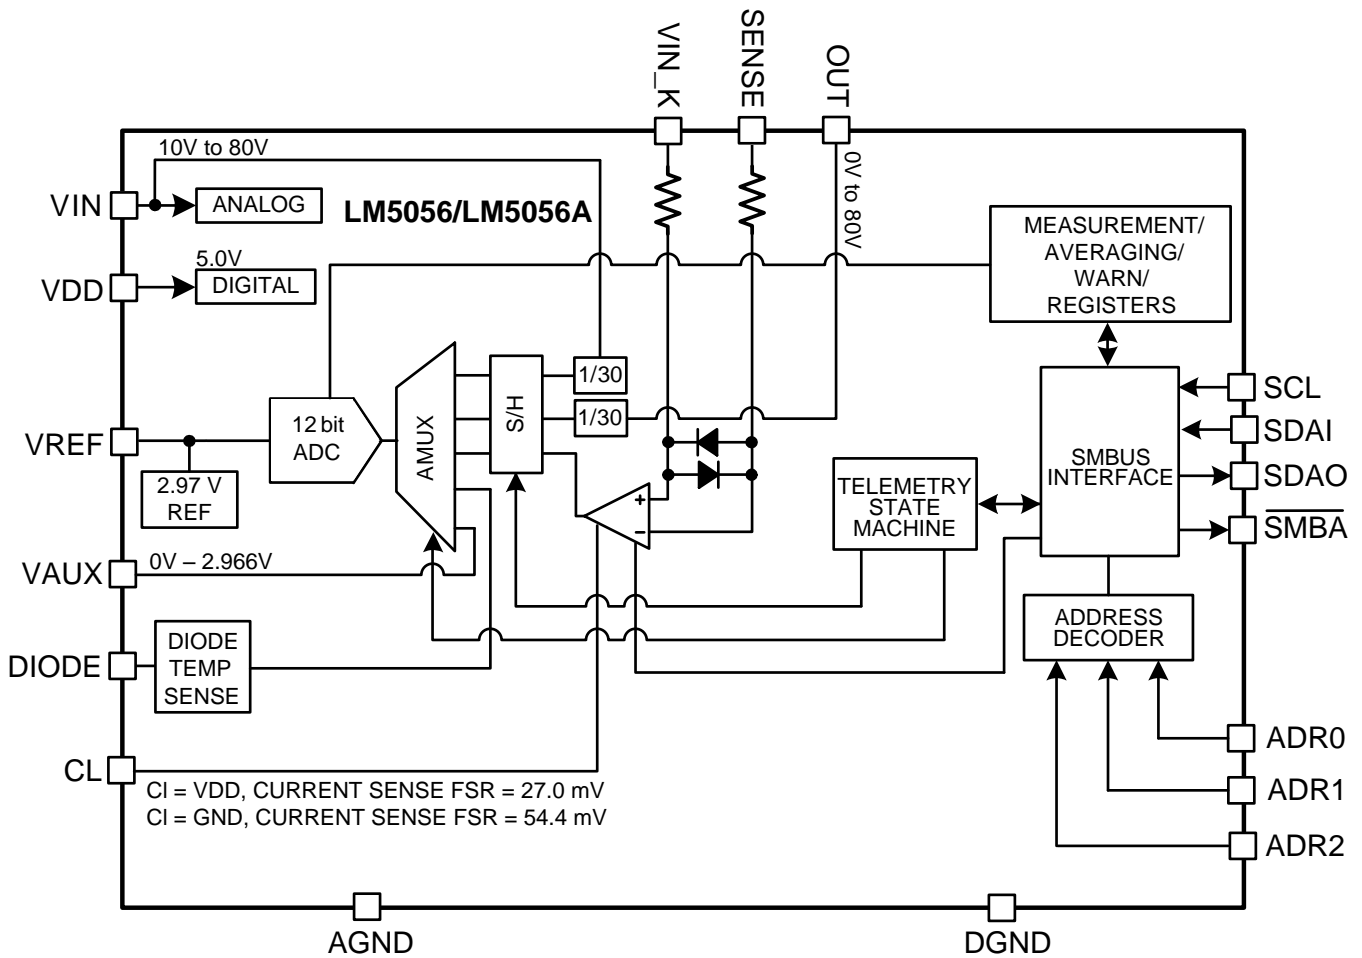 VIN_K
SENSE
OUT
10V to 80V
VIN
ANALOG
LM5056/LM5056A
0V to 80V
MEASUREMENT/
AVERAGING/
WARN/
REGISTERS
5.0V
VDD
DIGITAL
1/30
1/30
S/H
AMUX
12 bit
ADC
VREF
2.97 V
REF
+
−
TELEMETRY
STATE
MACHINE
SMBUS
INTERFACE
SCL
SDAI
SDAO
SMBA
VAUX
0V – 2.966V
DIODE
DIODE
TEMP
SENSE
ADDRESS
DECODER
CL
CI = VDD, CURRENT SENSE FSR = 27.0 mV
CI = GND, CURRENT SENSE FSR = 54.4 mV
ADR0
ADR1
ADR2
AGND
DGND